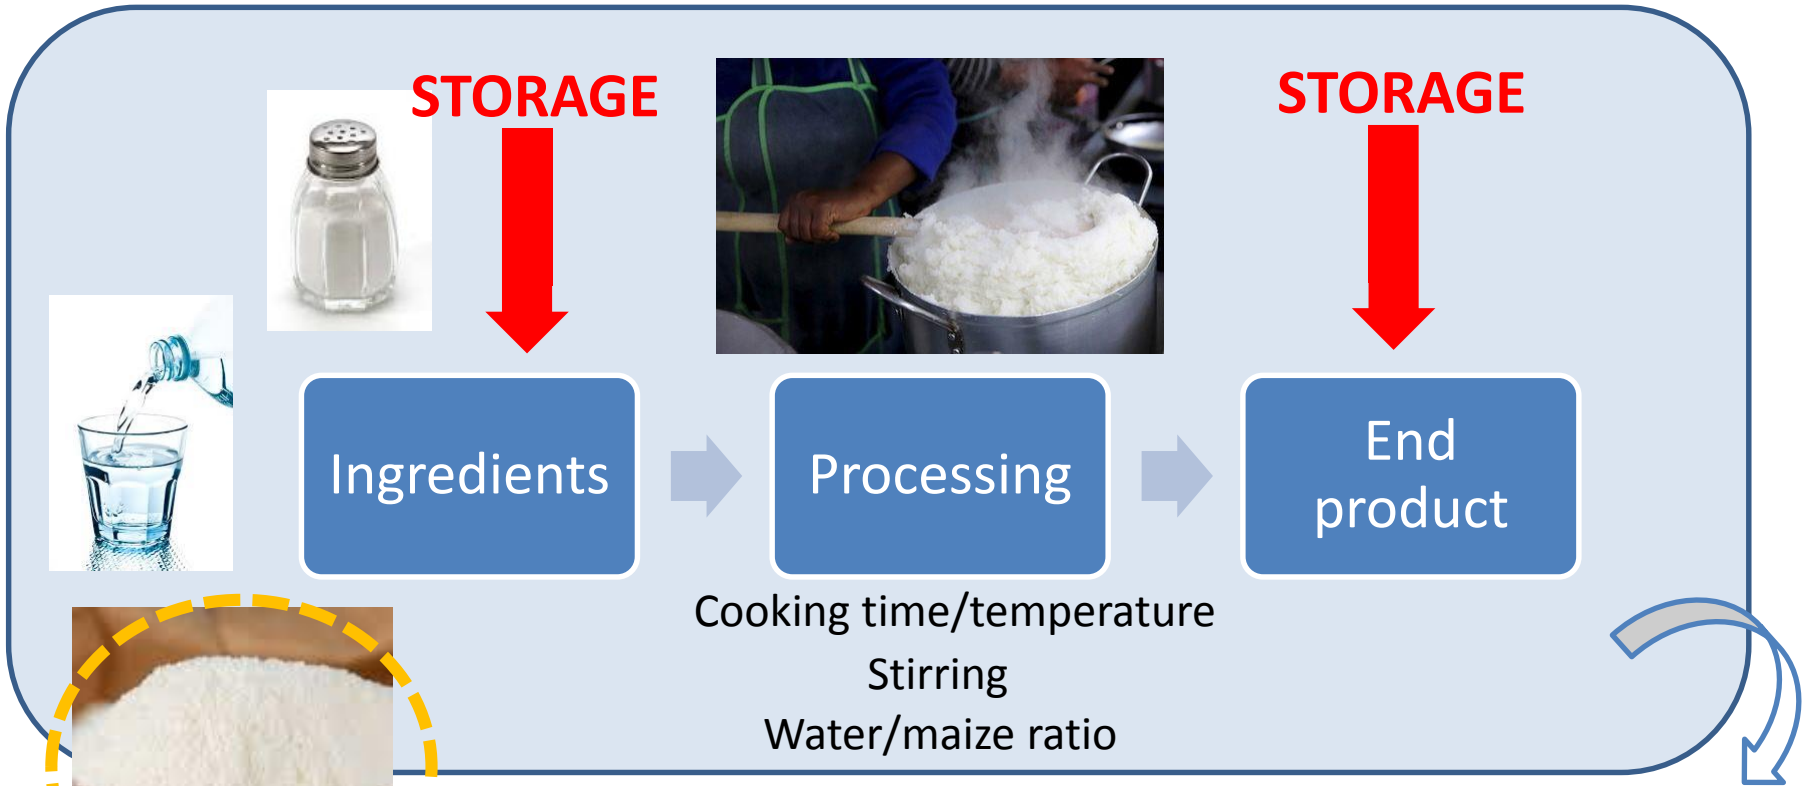 STORAGE
STORAGE
Ingredients
Processing
End
product
Cooking time/temperature
Stirring
Water/maize ratio